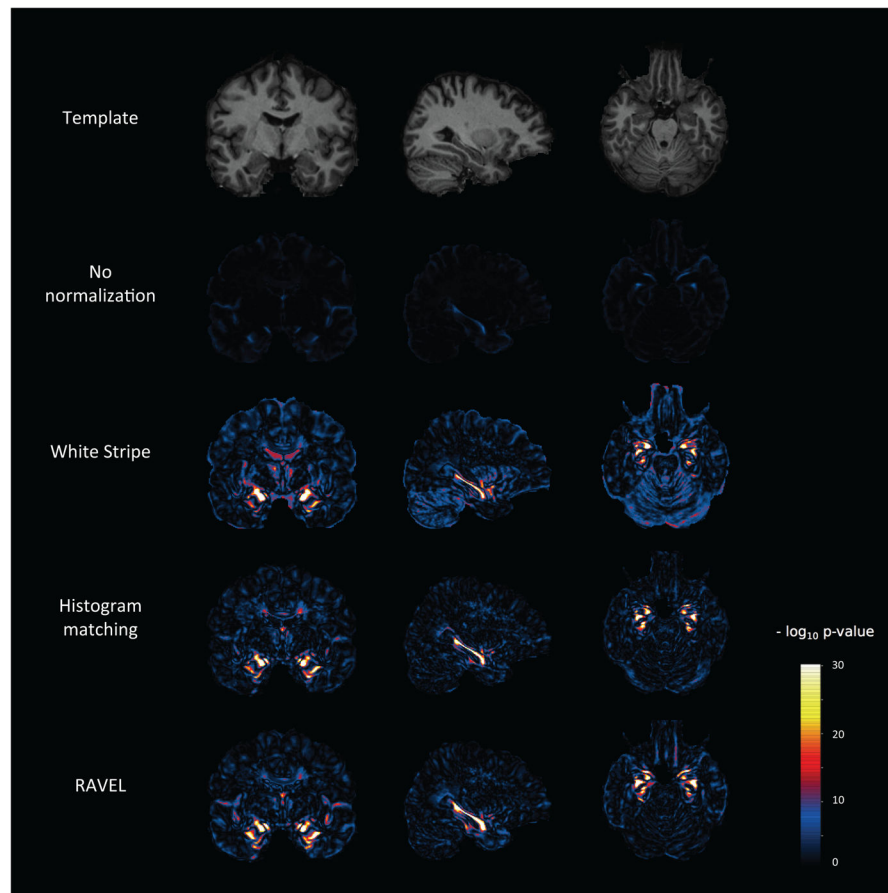 Template
No
normalization
White Stripe
Histogram
matching
- log₁₀ p-value
30
20
10
0
RAVEL